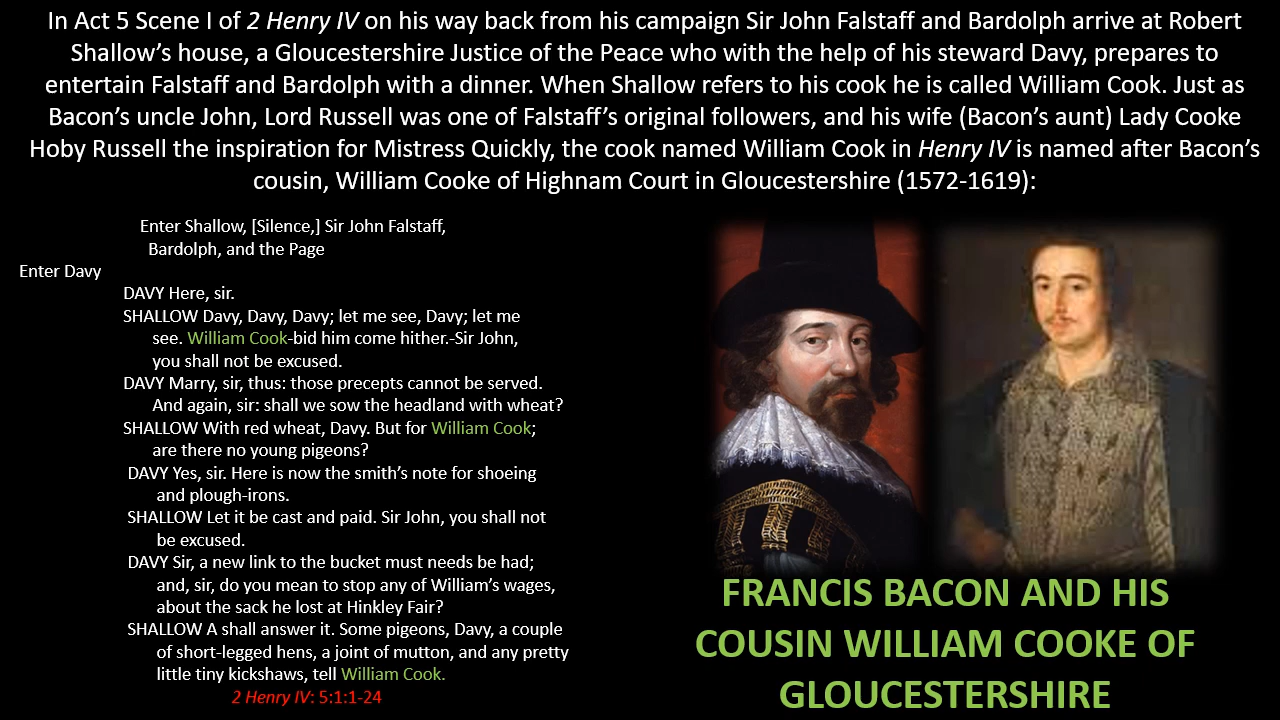 In Act 5 Scene I of 2 Henry IV on his way back from his campaign Sir John Falstaff and Bardolph arrive at Robert
Shallow’s house, a Gloucestershire Justice of the Peace who with the help of his steward Davy, prepares to
entertain Falstaff and Bardolph with a dinner. When Shallow refers to his cook he is called William Cook. Just as
Bacon’s uncle John, Lord Russell was one of Falstaff’s original followers, and his wife (Bacon’s aunt) Lady Cooke
Hoby Russell the inspiration for Mistress Quickly, the cook named William Cook in Henry IV is named after Bacon’s
cousin, William Cooke of Highnam Court in Gloucestershire (1572-1619):
Enter Shallow, [Silence,] Sir John Falstaff,
Bardolph, and the Page
Enter Davy
DAVY Here, sir.
SHALLOW Davy, Davy, Davy; let me see, Davy; let me
see. William Cook-bid him come hither.-Sir John,
you shall not be excused.
DAVY Marry, sir, thus: those precepts cannot be served.
And again, sir: shall we sow the headland with wheat?
SHALLOW With red wheat, Davy. But for William Cook;
are there no young pigeons?
DAVY Yes, sir. Here is now the smith’s note for shoeing
and plough-irons.
SHALLOW Let it be cast and paid. Sir John, you shall not
be excused.
DAVY Sir, a new link to the bucket must needs be had;
and, sir, do you mean to stop any of William’s wages,
about the sack he lost at Hinkley Fair?
SHALLOW A shall answer it. Some pigeons, Davy, a couple
of short-legged hens, a joint of mutton, and any pretty
little tiny kickshaws, tell William Cook.
2 Henry IV: 5:1:1-24
FRANCIS BACON AND HIS
COUSIN WILLIAM COOKE OF
GLOUCESTERSHIRE